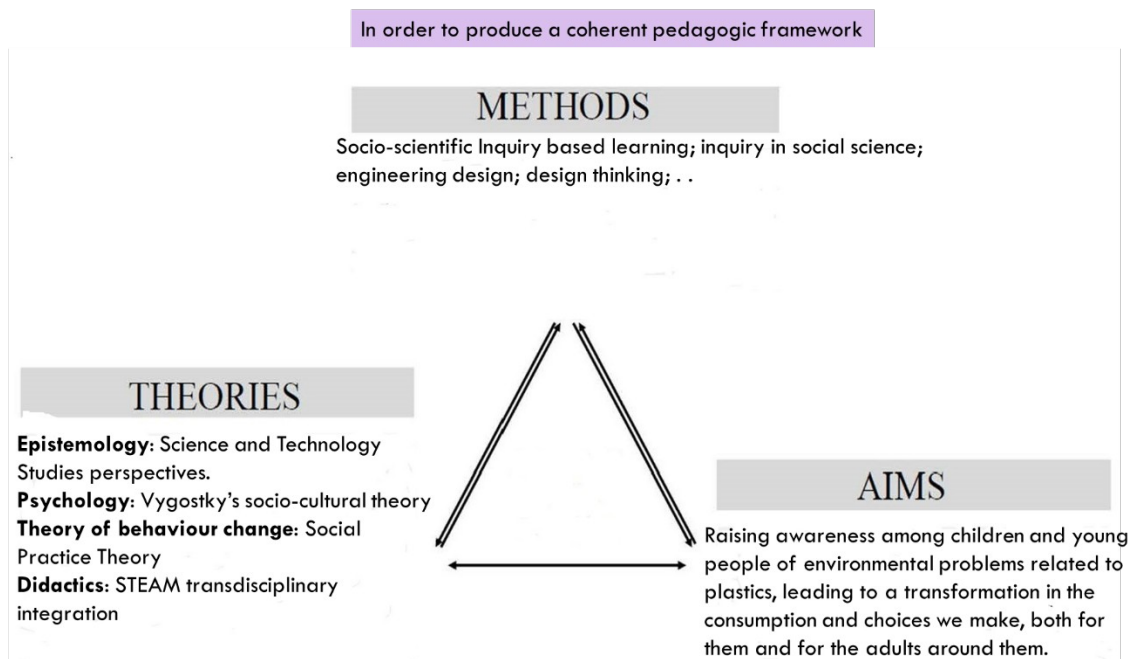 In order to produce a coherent pedagogic framework
METHODS
Socio-scientific Inquiry based learning; inquiry in social science;
engineering design; design thinking; . .
THEORIES
Epistemology: Science and Technology
Studies perspectives.
Psychology: Vygostky’s socio-cultural theory
Theory of behaviour change: Social
Practice Theory
Didactics: STEAM transdisciplinary
integration
AIMS
Raising awareness among children and young
people of environmental problems related to
plastics, leading to a transformation in the
consumption and choices we make, both for
them and for the adults around them.